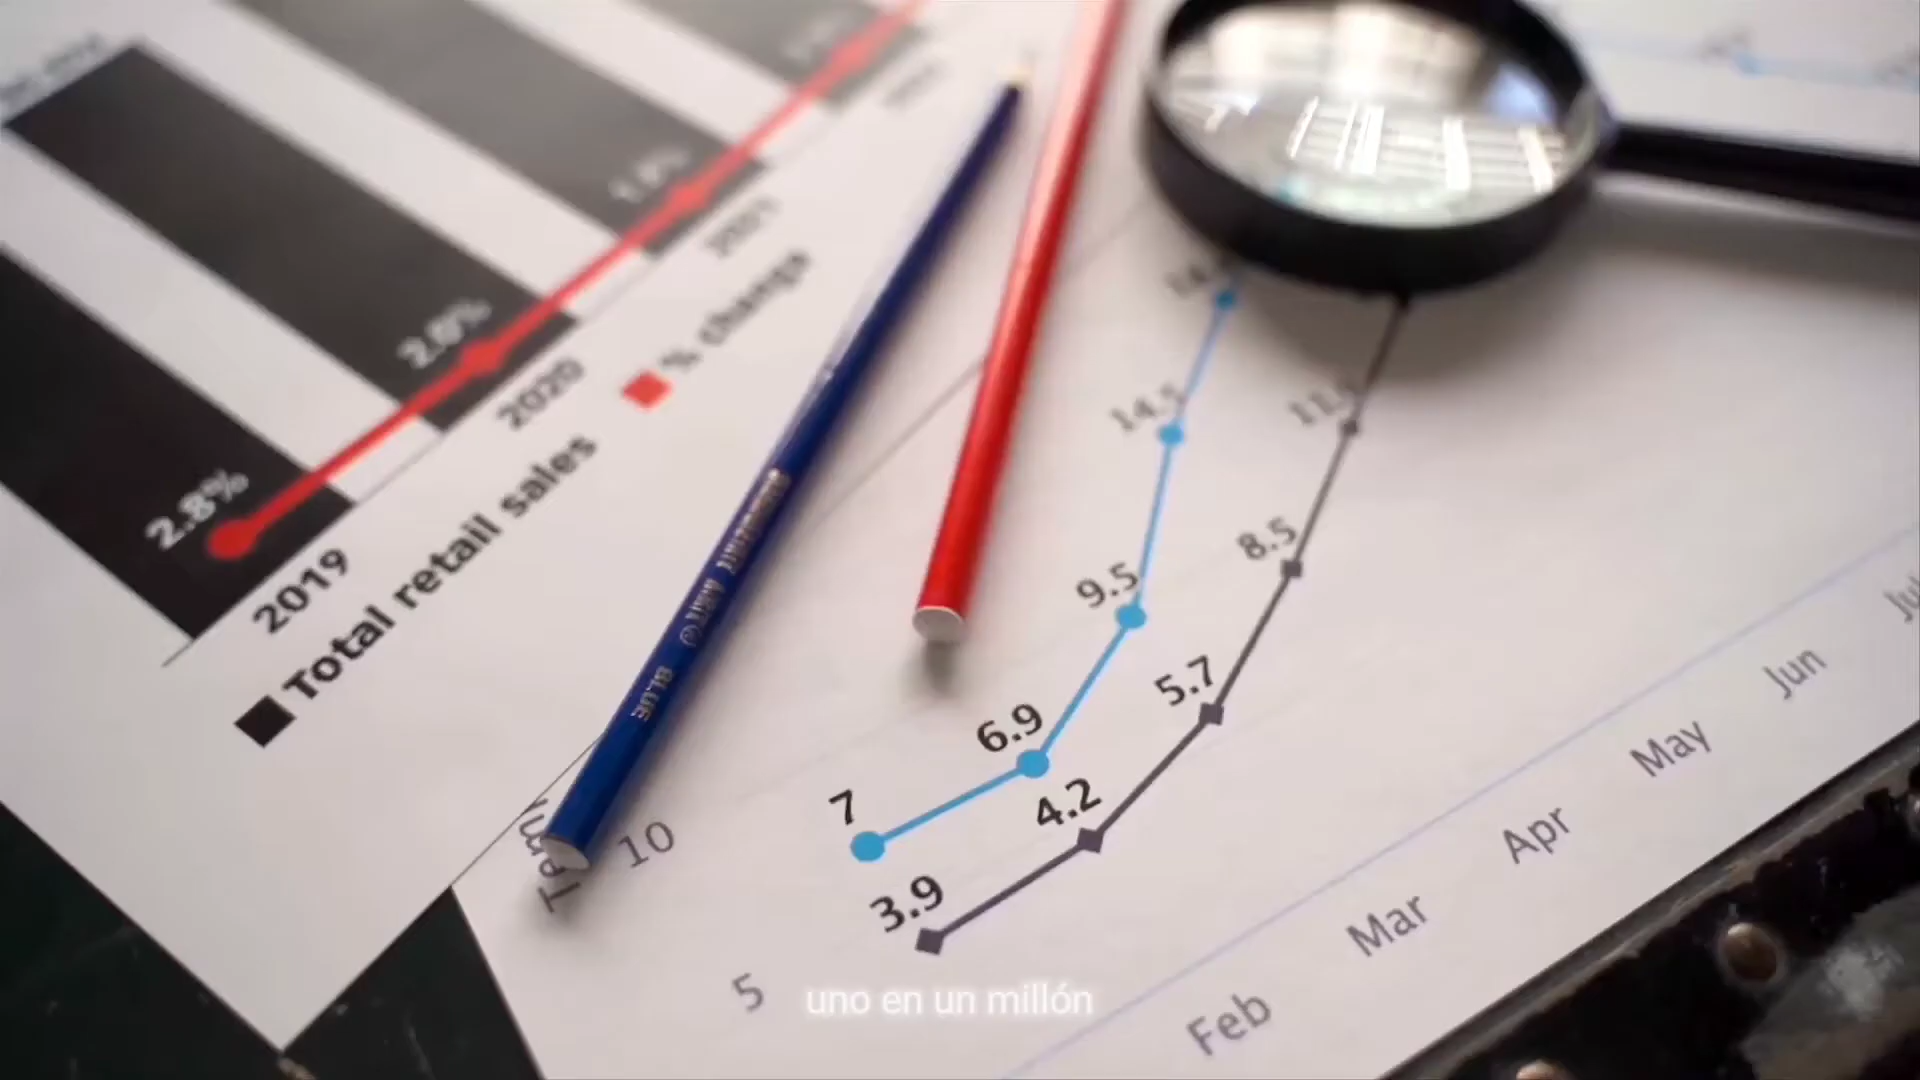 2.8%
2.0%
2019
2020
2021
Total retail sales
% change
BLUE
14.5
9.5
8.5
6.9
5.7
7
4.2
3.9
10
5
Feb
Mar
Apr
May
Jun
uno en un millón